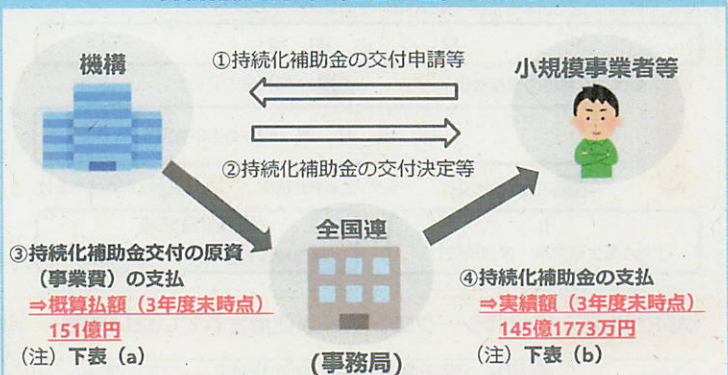 機構
①持続化補助金の交付申請等
小規模事業者等
②持続化補助金の交付決定等
全国連
③持続化補助金交付の原資
（事業費）の支払
⇒概算払額（3年度末時点）
151億円
（注）下表（a）
④持続化補助金の支払
⇒実績額（3年度末時点）
145億1773万円
（注）下表（b）
(事務局)